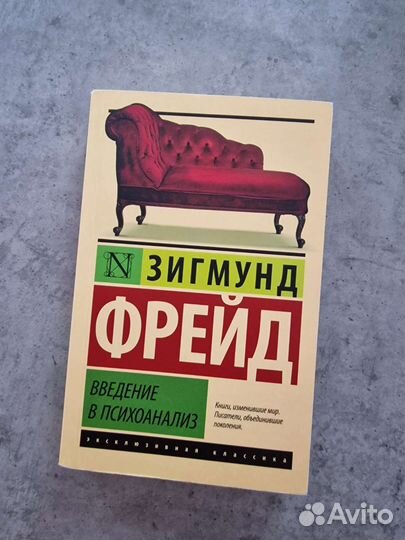 N ЗИГМУНД
ФРЕЙД
ВВЕДЕНИЕ
В ПСИХОАНАЛИЗ
Книги, изменившие мир.
Писатели, объединившие
поколения.
эксклюзивная классика
Avito